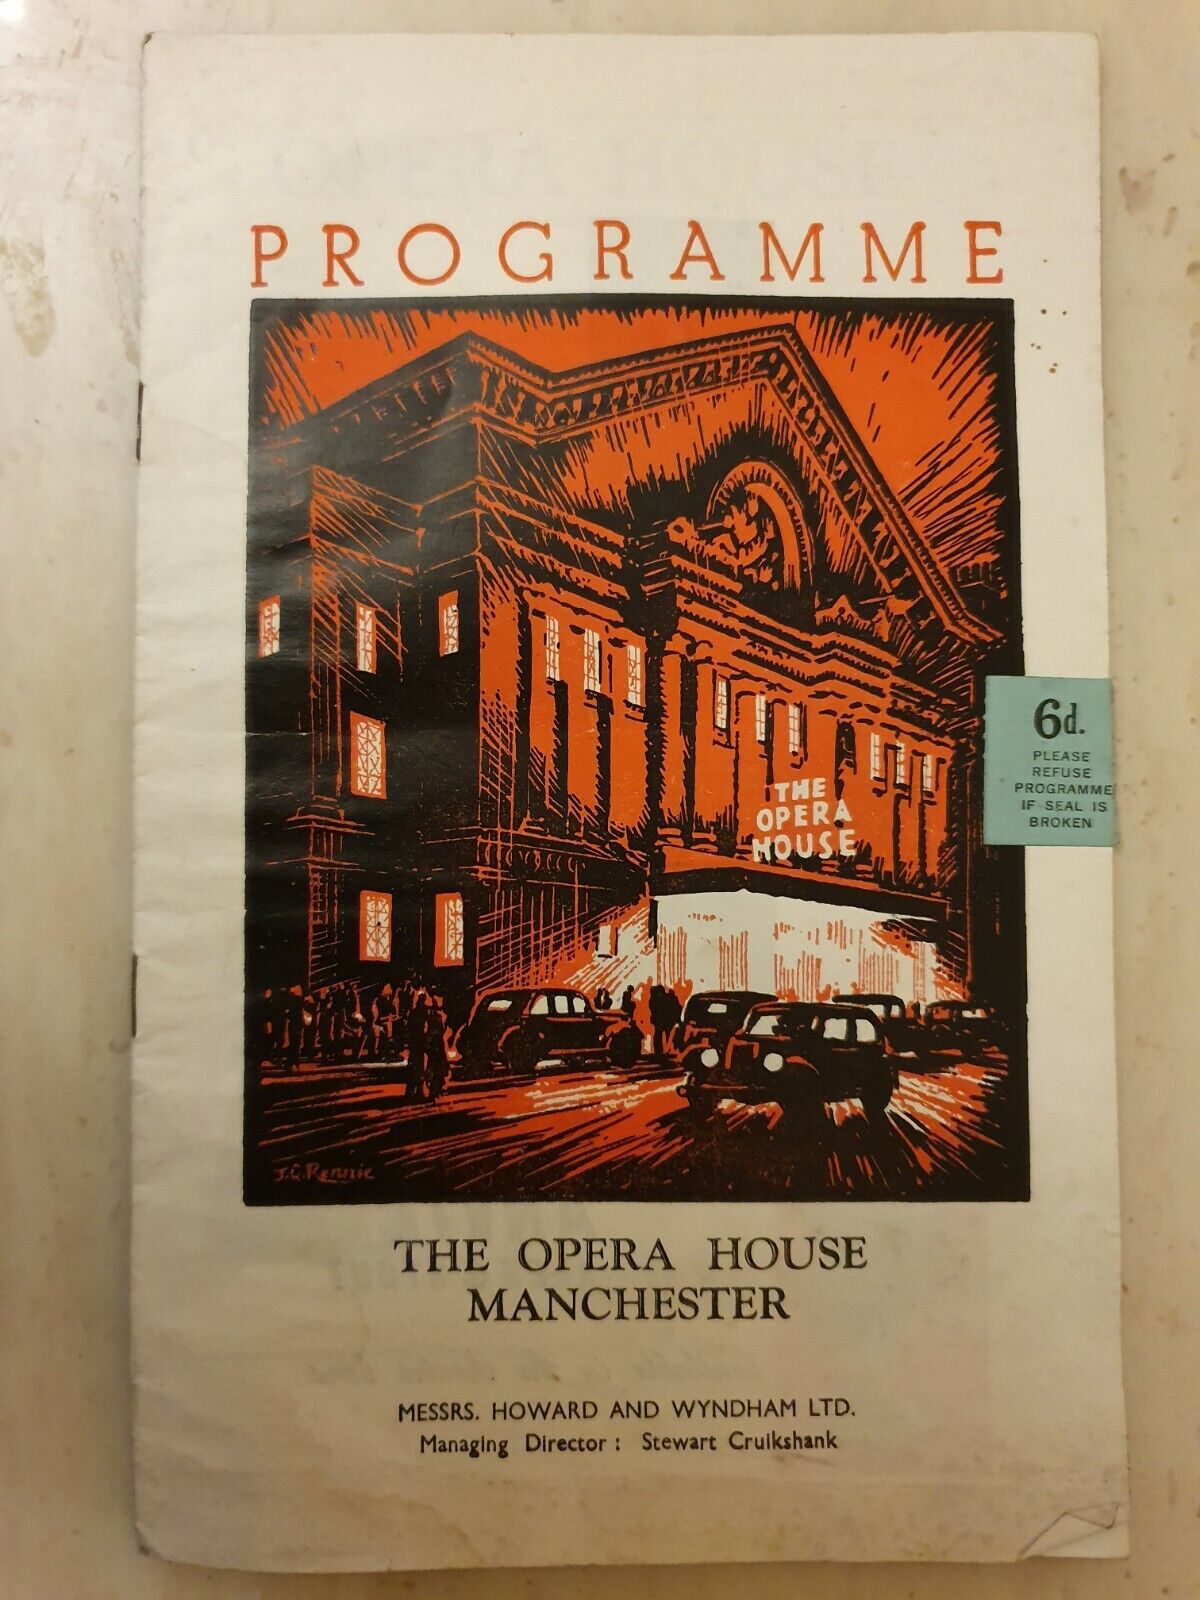 PROGRAMME
THE
OPERA
HOUSE
6d.
PLEASE
REFUSE
PROGRAMME
IF SEAL IS
BROKEN
J.G. Rennie
THE OPERA HOUSE
MANCHESTER
MESSRS. HOWARD AND WYNDHAM LTD.
Managing Director : Stewart Cruikshank